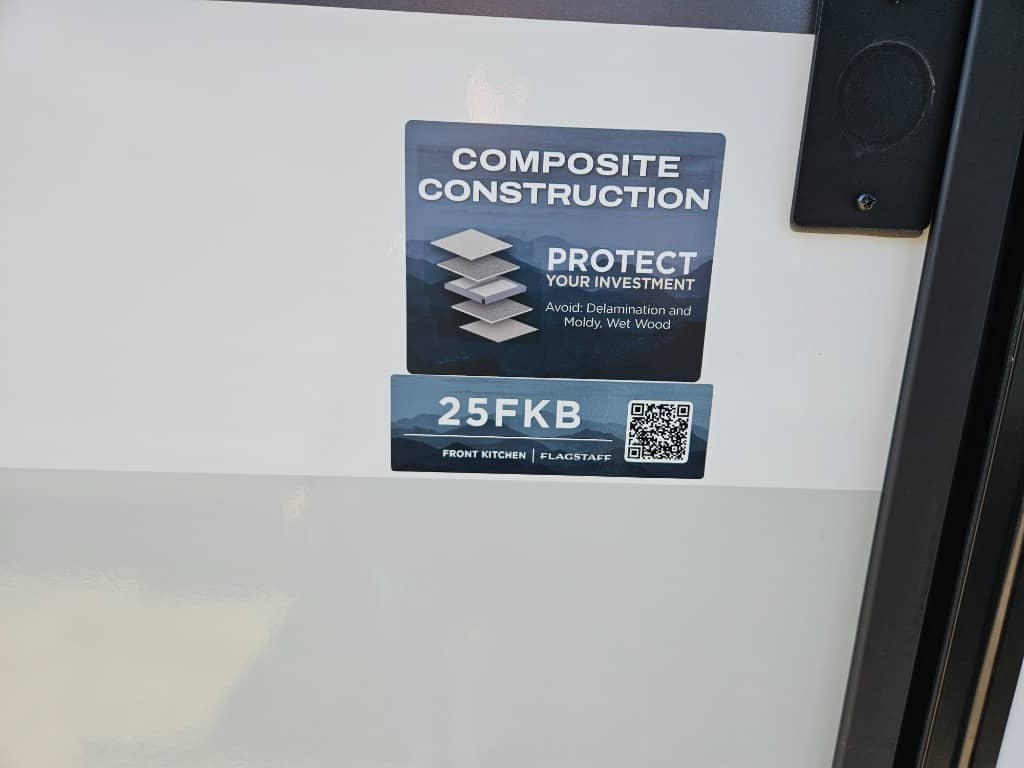 COMPOSITE
CONSTRUCTION
PROTECT
YOUR INVESTMENT
Avoid: Delamination and
Moldy, Wet Wood
25FKB
FRONT KITCHEN | FLAGSTAFF